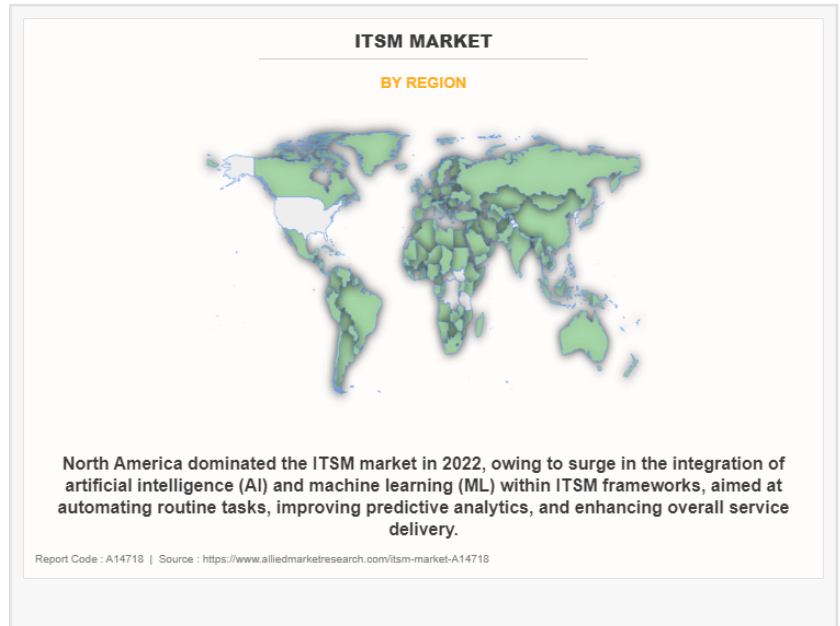 ITSM MARKET
BY REGION
North America dominated the ITSM market in 2022, owing to surge in the integration of
artificial intelligence (AI) and machine learning (ML) within ITSM frameworks, aimed at
automating routine tasks, improving predictive analytics, and enhancing overall service
delivery.
Report Code : A14718 | Source : https://www.alliedmarketresearch.com/itsm-market-A14718